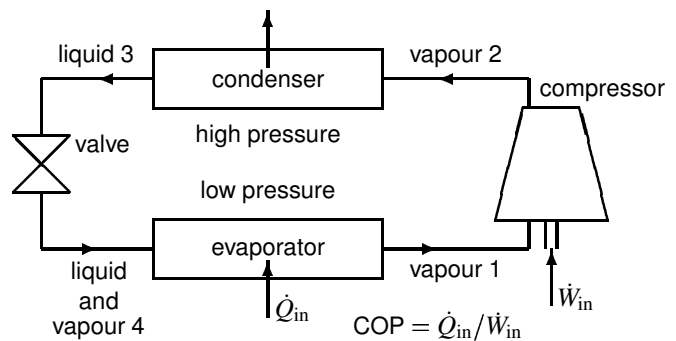 liquid 3
condenser
vapour 2
compressor
valve
high pressure
low pressure
evaporator
liquid
and
vapour 4
vapour 1
Q̇in
Ẇin
COP = Q̇in/Ẇin